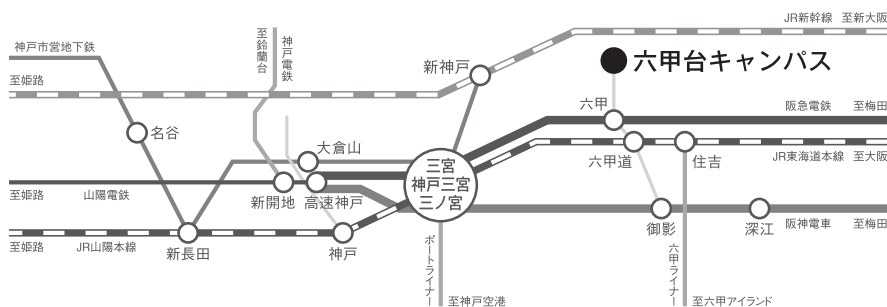 JR新幹線 至新大阪
神戸市営地下鉄
至鈴蘭台
神戸電鉄
新神戸
六甲台キャンパス
至姫路
六甲
阪急電鉄 至梅田
名谷
大倉山
六甲道
住吉
JR東海道本線 至大阪
三宮
神戸三宮
三ノ宮
至姫路
山陽電鉄
新開地
高速神戸
御影
深江
阪神電車 至梅田
至姫路
JR山陽本線
新長田
神戸
ポートライナー
至神戸空港
六甲ライナー
至六甲アイランド